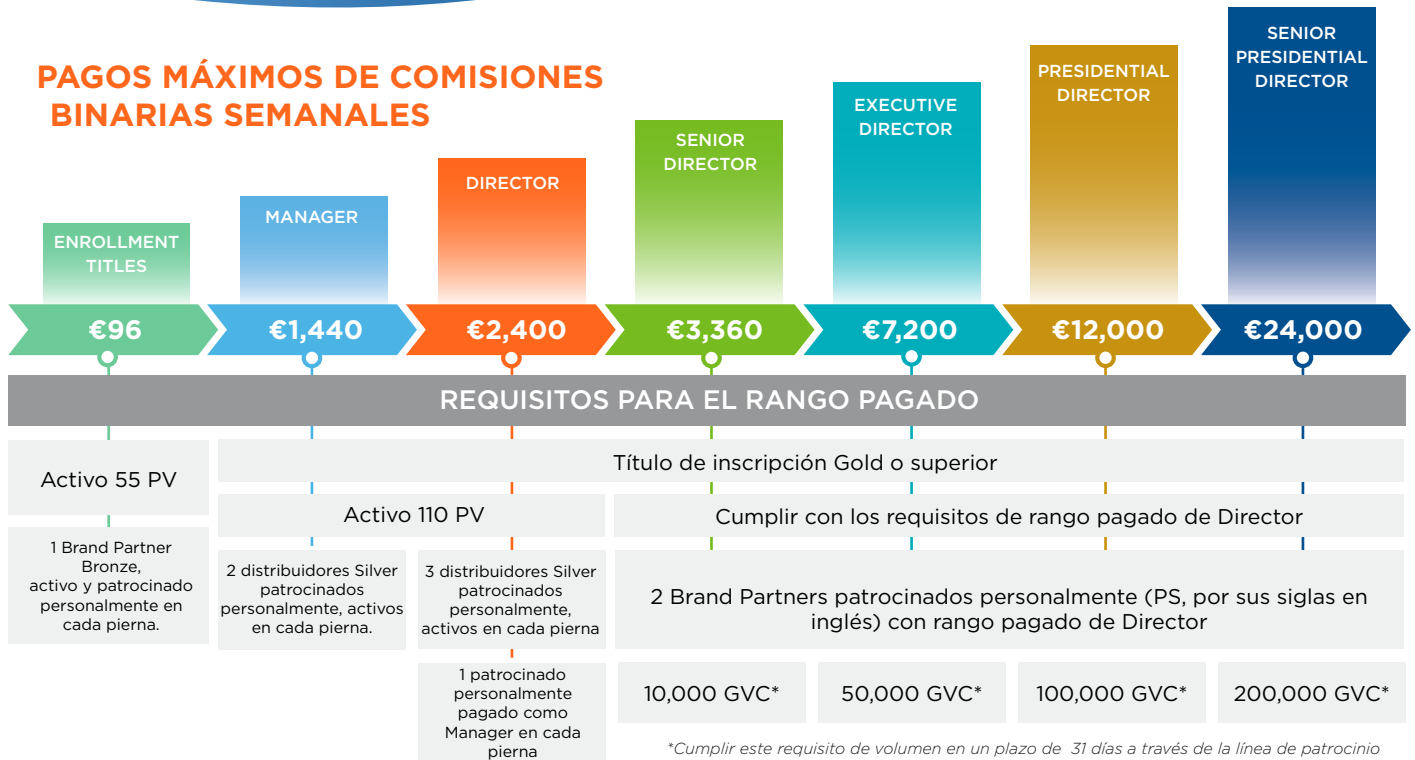 PAGOS MÁXIMOS DE COMISIONES
BINARIAS SEMANALES
ENROLLMENT
TITLES
MANAGER
DIRECTOR
SENIOR
DIRECTOR
EXECUTIVE
DIRECTOR
PRESIDENTIAL
DIRECTOR
SENIOR
PRESIDENTIAL
DIRECTOR
€96
€1,440
€2,400
€3,360
€7,200
€12,000
€24,000
REQUISITOS PARA EL RANGO PAGADO
Activo 55 PV
Título de inscripción Gold o superior
Activo 110 PV
Cumplir con los requisitos de rango pagado de Director
1 Brand Partner
Bronze,
activo y patrocinado
personalmente en
cada pierna.
2 distribuidores Silver
patrocinados
personalmente, activos
en cada pierna.
3 distribuidores Silver
patrocinados
personalmente,
activos en cada pierna
2 Brand Partners patrocinados personalmente (PS, por sus siglas en
inglés) con rango pagado de Director
1 patrocinado
personalmente
pagado como
Manager en cada
pierna
10,000 GVC*
50,000 GVC*
100,000 GVC*
200,000 GVC*
*Cumplir este requisito de volumen en un plazo de 31 días a través de la línea de patrocinio